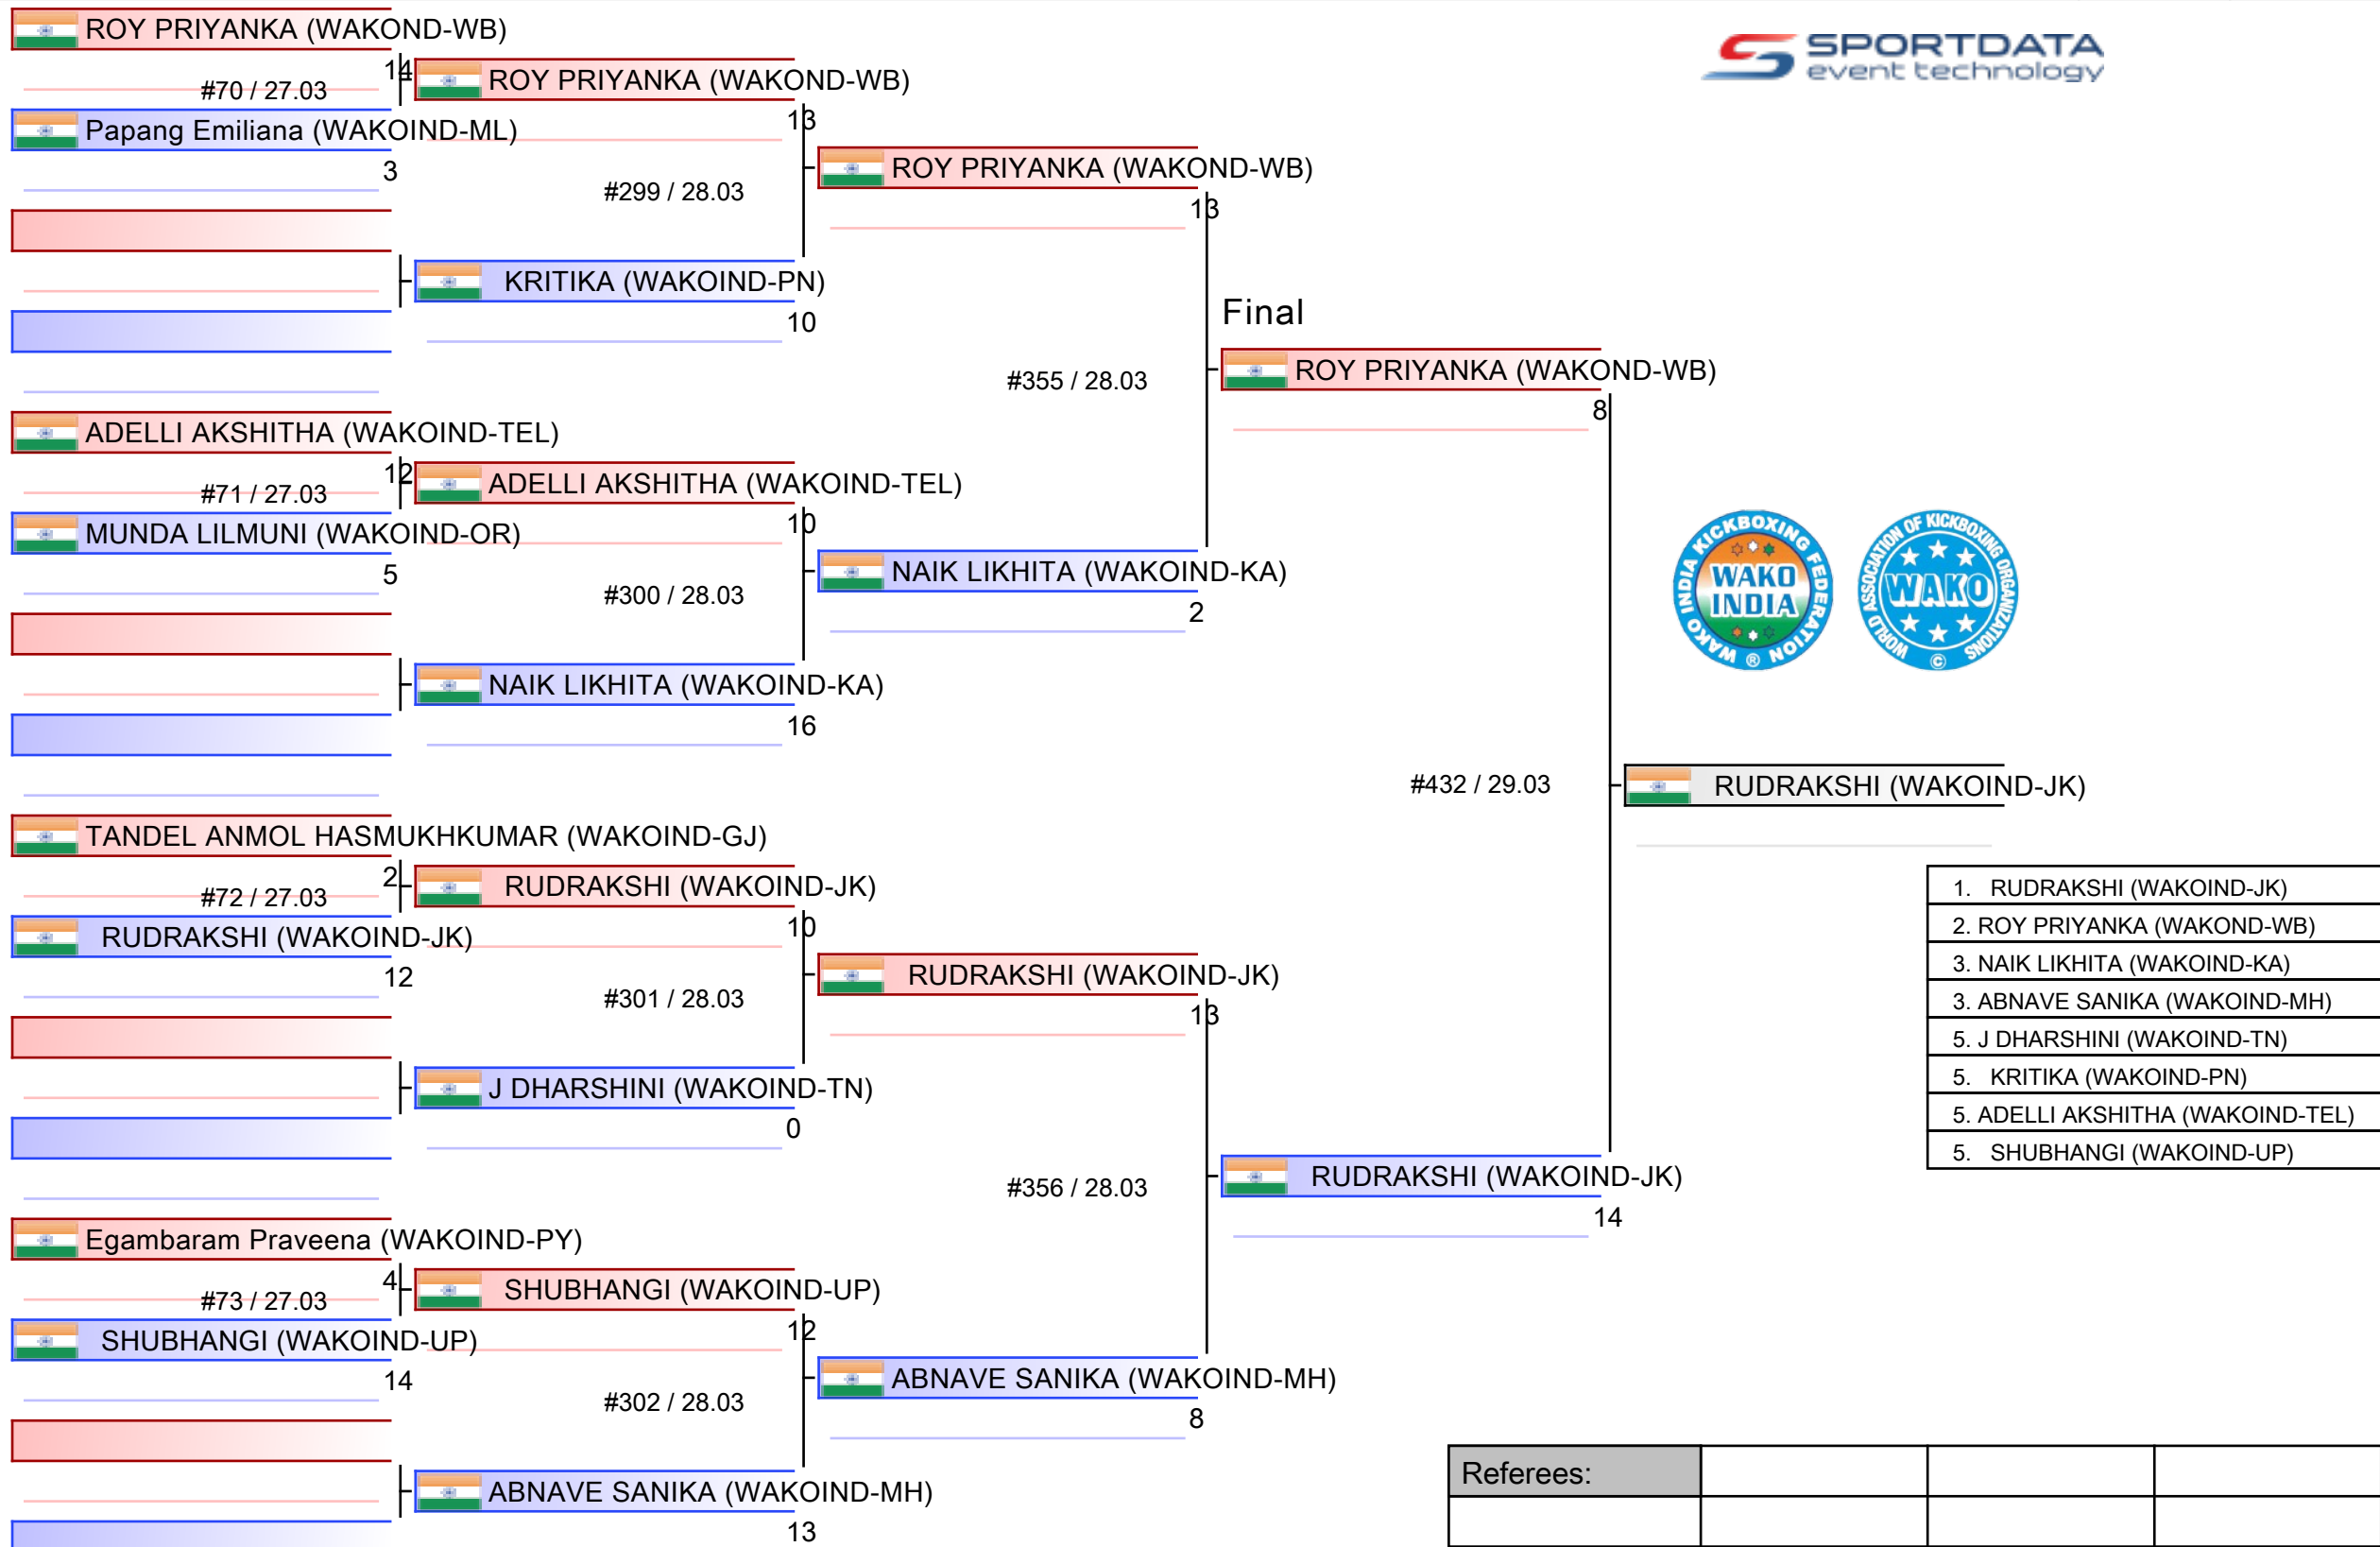 ROY PRIYANKA (WAKOND-WB)
14
#70 / 27.03
Papang Emiliana (WAKOIND-ML)
3
ADELLI AKSHITHA (WAKOIND-TEL)
12
#71 / 27.03
MUNDA LILMUNI (WAKOIND-OR)
5
TANDEL ANMOL HASMUKHKUMAR (WAKOIND-GJ)
2
#72 / 27.03
RUDRAKSHI (WAKOIND-JK)
12
Egambaram Praveena (WAKOIND-PY)
4
#73 / 27.03
SHUBHANGI (WAKOIND-UP)
14
ROY PRIYANKA (WAKOND-WB)
13
#299 / 28.03
KRITIKA (WAKOIND-PN)
10
ADELLI AKSHITHA (WAKOIND-TEL)
10
#300 / 28.03
NAIK LIKHITA (WAKOIND-KA)
16
RUDRAKSHI (WAKOIND-JK)
10
#301 / 28.03
J DHARSHINI (WAKOIND-TN)
0
SHUBHANGI (WAKOIND-UP)
12
#302 / 28.03
ABNAVE SANIKA (WAKOIND-MH)
13
ROY PRIYANKA (WAKOND-WB)
13
#355 / 28.03
NAIK LIKHITA (WAKOIND-KA)
2
RUDRAKSHI (WAKOIND-JK)
13
#356 / 28.03
ABNAVE SANIKA (WAKOIND-MH)
8
Final
ROY PRIYANKA (WAKOND-WB)
8
#432 / 29.03
RUDRAKSHI (WAKOIND-JK)
14
RUDRAKSHI (WAKOIND-JK)
SPORTDATA
event technology
WAKO INDIA KICKBOXING FEDERATION
WAKO
INDIA
®
WORLD ASSOCIATION OF KICKBOXING ORGANIZATIONS
WAKO
©
1. RUDRAKSHI (WAKOIND-JK)
2. ROY PRIYANKA (WAKOND-WB)
3. NAIK LIKHITA (WAKOIND-KA)
3. ABNAVE SANIKA (WAKOIND-MH)
5. J DHARSHINI (WAKOIND-TN)
5. KRITIKA (WAKOIND-PN)
5. ADELLI AKSHITHA (WAKOIND-TEL)
5. SHUBHANGI (WAKOIND-UP)
Referees: